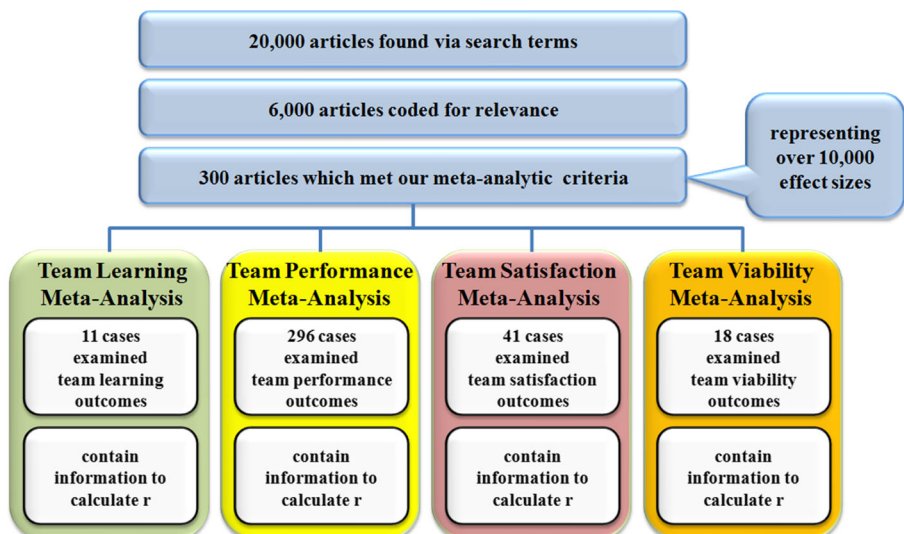 20,000 articles found via search terms
6,000 articles coded for relevance
300 articles which met our meta-analytic criteria
representing
over 10,000
effect sizes
Team Learning
Meta-Analysis
11 cases
examined
team learning
outcomes
contain
information to
calculate r
Team Performance
Meta-Analysis
296 cases
examined
team performance
outcomes
contain
information to
calculate r
Team Satisfaction
Meta-Analysis
41 cases
examined
team satisfaction
outcomes
contain
information to
calculate r
Team Viability
Meta-Analysis
18 cases
examined
team viability
outcomes
contain
information to
calculate r